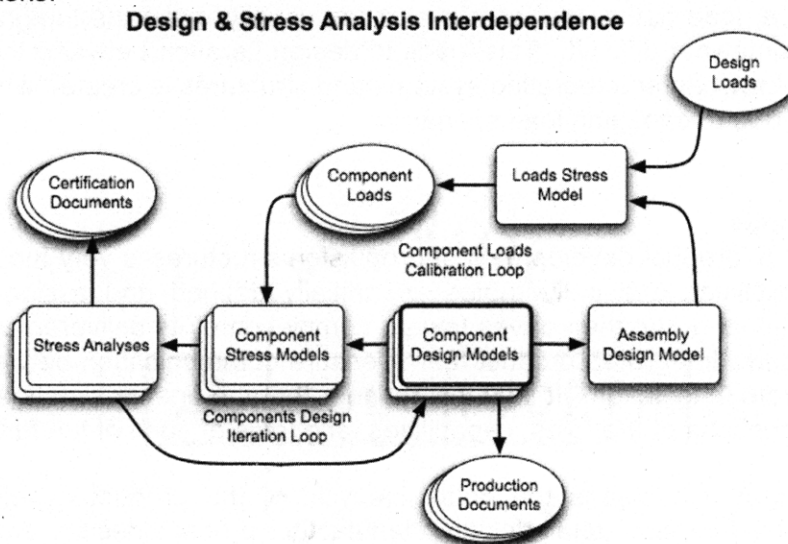 Design & Stress Analysis Interdependence
Design
Loads
Certification
Documents
Component
Loads
Loads Stress
Model
Component Loads
Calibration Loop
Stress Analyses
Component
Stress Models
Component
Design Models
Assembly
Design Model
Components Design
Iteration Loop
Production
Documents